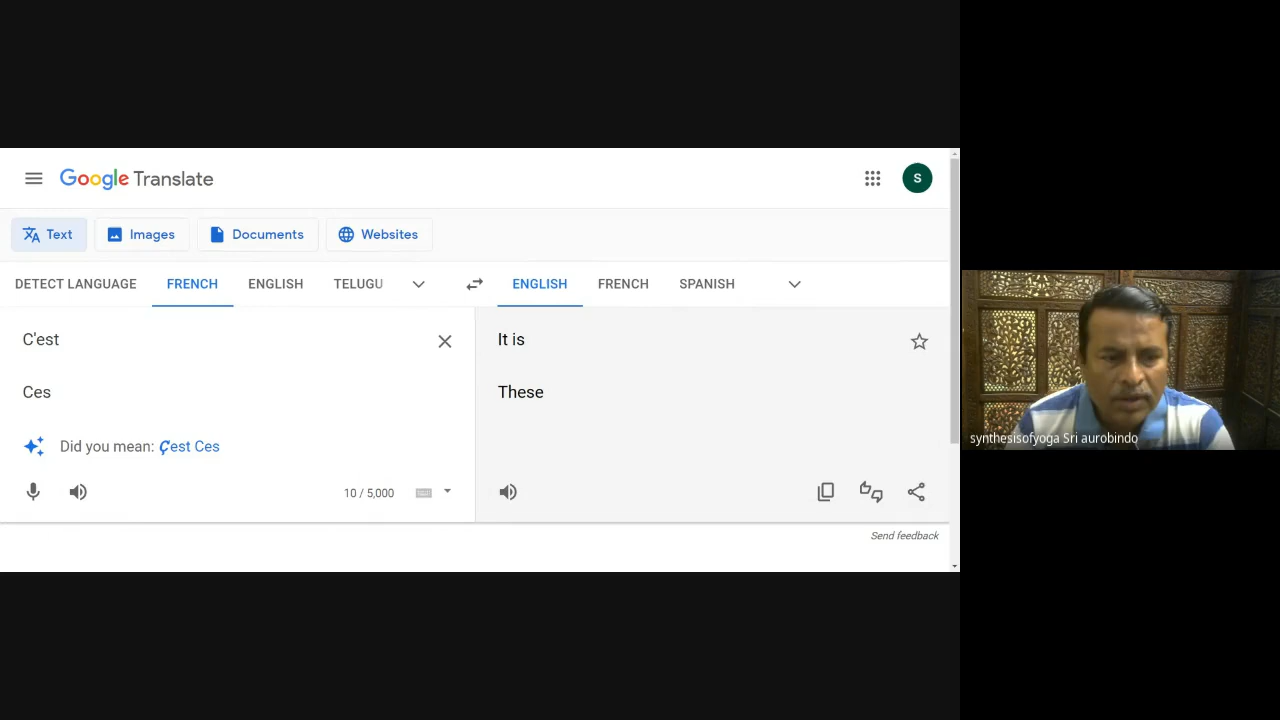 Google Translate
S
Text Images Documents Websites
DETECT LANGUAGE FRENCH ENGLISH TELUGU ENGLISH FRENCH SPANISH
C'est
Ces
Did you mean: Ç'est Ces
10 / 5,000
It is
These
Send feedback
synthesisofyoga Sri aurobindo